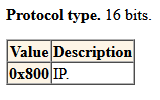 Protocol type. 16 bits.
Value Description
0x800 IP.